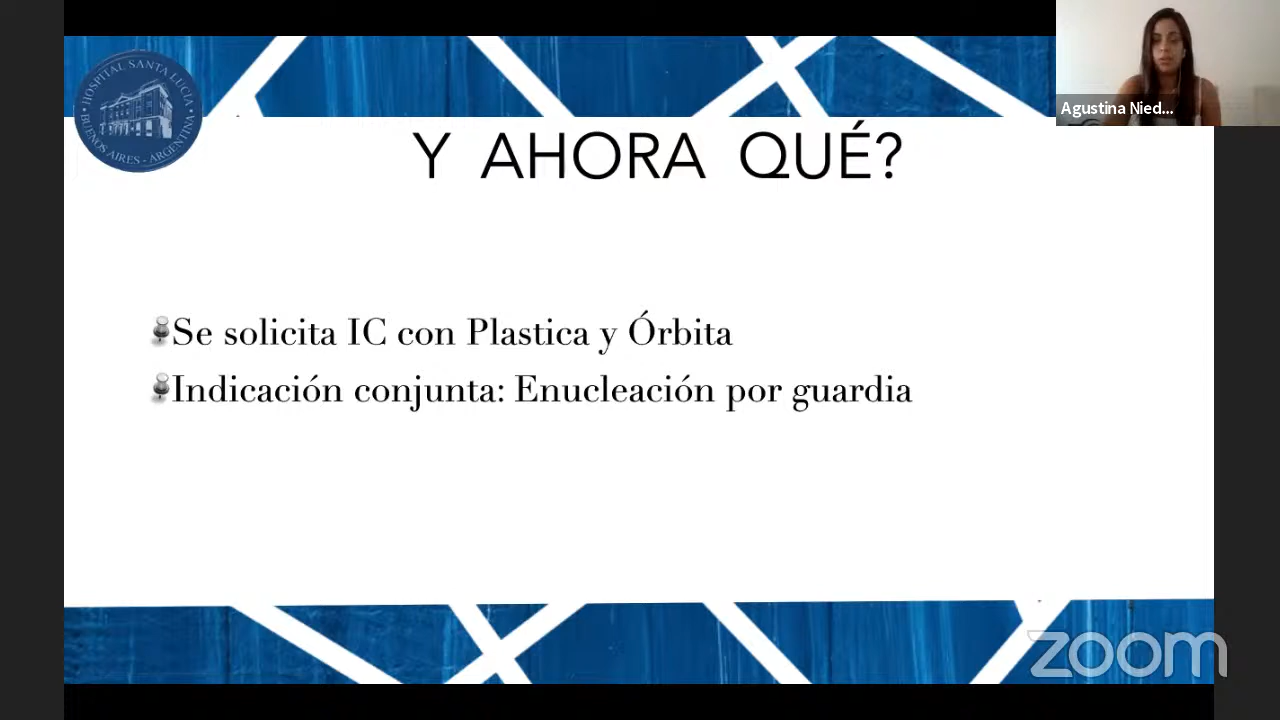 HOSPITAL SANTA LUCIA
BUENOS AIRES - ARGENTINA
Agustina Nied...
Y AHORA QUÉ?
Se solicita IC con Plastica y Órbita
Indicación conjunta: Enucleación por guardia
zoom